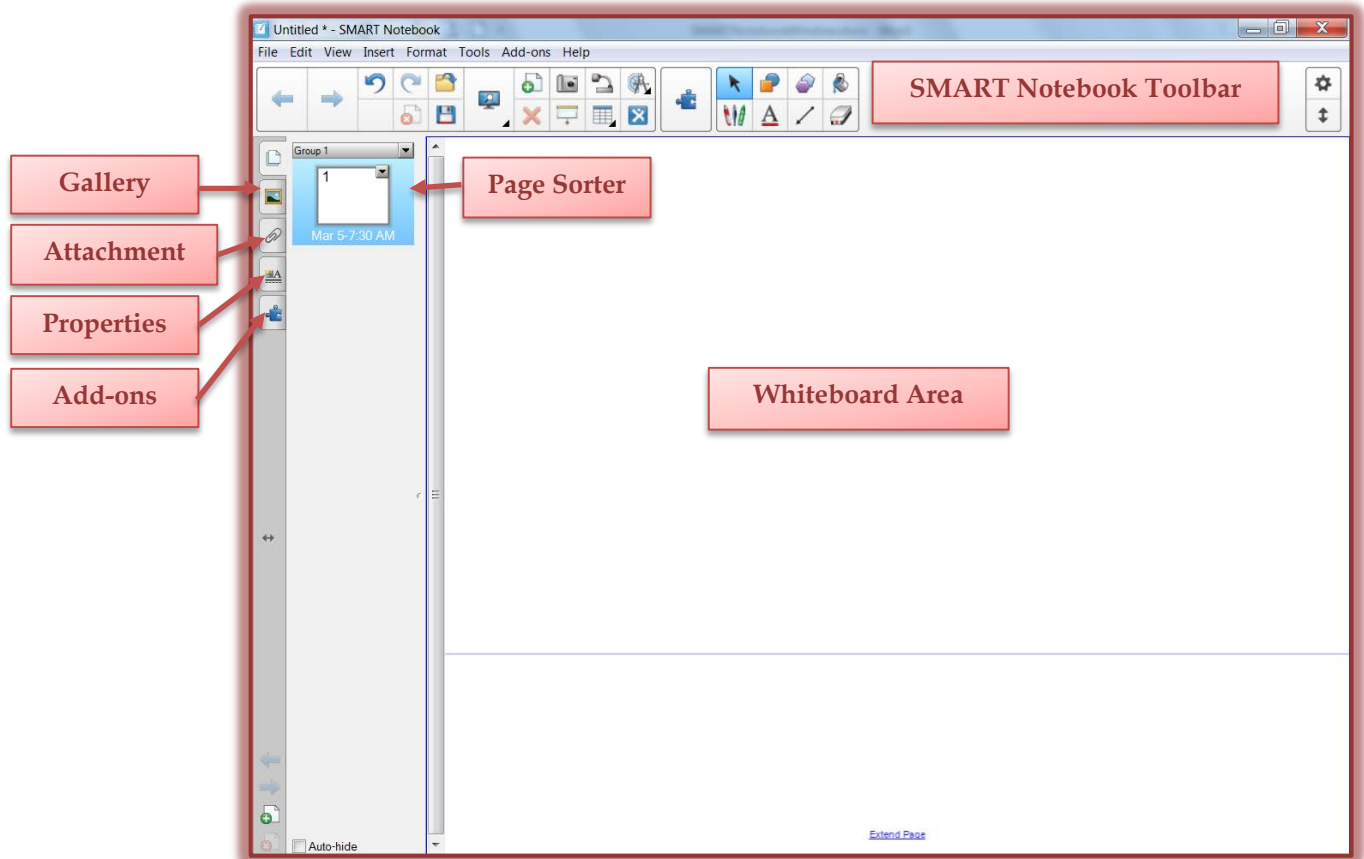 Untitled * - SMART Notebook
File Edit View Insert Format Tools Add-ons Help
SMART Notebook Toolbar
Group 1
1
Mar 5-7:30 AM
Gallery
Page Sorter
Attachment
Properties
Add-ons
Whiteboard Area
Extend Page
Auto-hide